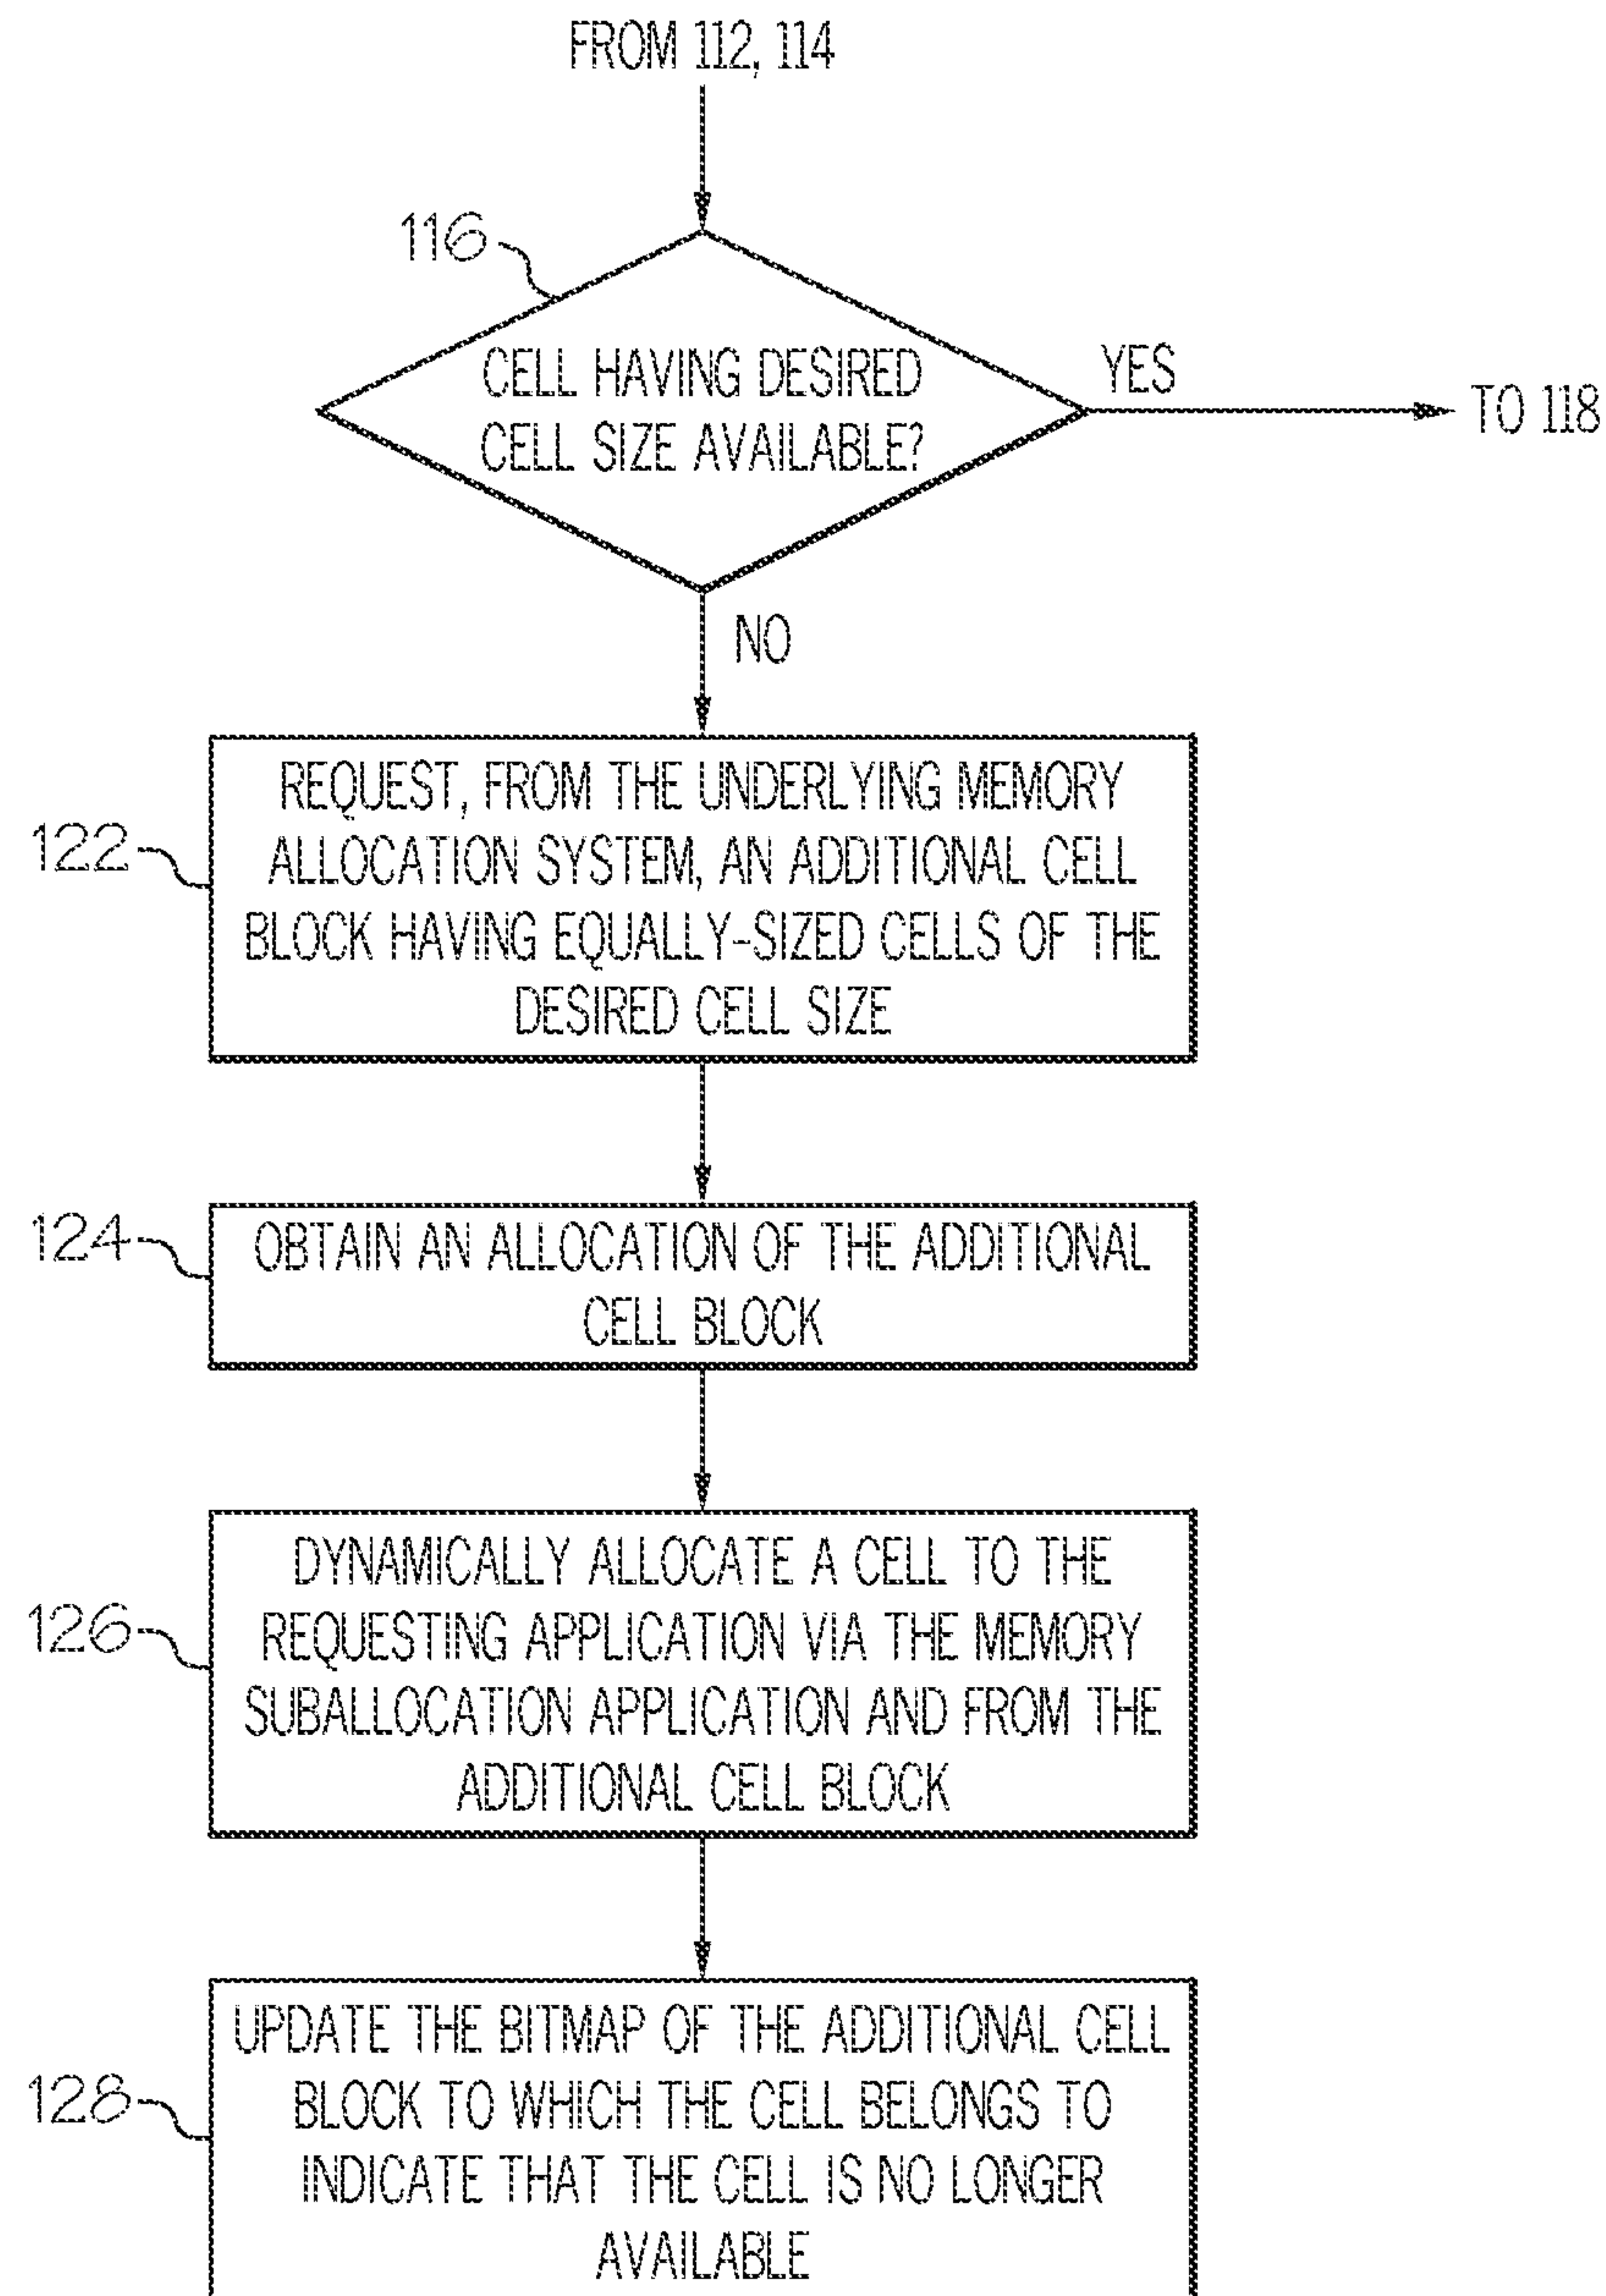 FROM 112, 114
116
CELL HAVING DESIRED
CELL SIZE AVAILABLE?
YES
TO 118
NO
122
REQUEST, FROM THE UNDERLYING MEMORY
ALLOCATION SYSTEM, AN ADDITIONAL CELL
BLOCK HAVING EQUALLY-SIZED CELLS OF THE
DESIRED CELL SIZE
124
OBTAIN AN ALLOCATION OF THE ADDITIONAL
CELL BLOCK
126
DYNAMICALLY ALLOCATE A CELL TO THE
REQUESTING APPLICATION VIA THE MEMORY
SUBALLOCATION APPLICATION AND FROM THE
ADDITIONAL CELL BLOCK
128
UPDATE THE BITMAP OF THE ADDITIONAL CELL
BLOCK TO WHICH THE CELL BELONGS TO
INDICATE THAT THE CELL IS NO LONGER
AVAILABLE